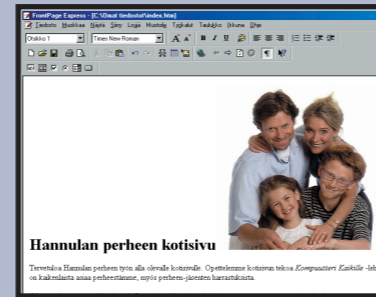 FrontPage Express - [C:\Omat tiedostot\index.htm]
Tiedosto Muokkaa Näytä Siirry Lisää Muotoile Työkalut Taulukko Ikkuna Ohje
Otsikko 1 Times New Roman
Hannulan perheen kotisivu
Tervetuloa Hannulan perheen työn alla olevalle kotisivulle. Opettelemme kotisivun tekoa Kompuutteri Kaikille -leh
on kaikenlaista asiaa perheestämme, myös perheen-jäsenten harrastuksista.